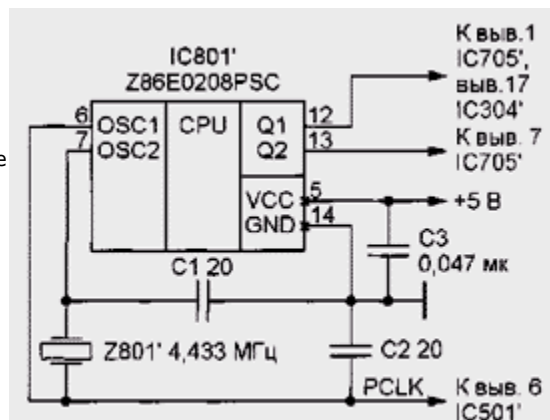 IC801'
Z86E0208PSC
К выв.1
IC705',
выв.17
IC304'
6
OSC1
CPU
Q1
12
7
OSC2
Q2
13
К выв. 7
IC705'
е
VCC
5
+5 В
GND
14
C3
0,047 мк
C1 20
Z801' 4,433 МГц
C2 20
PCLK
К выв. 6
IC501'